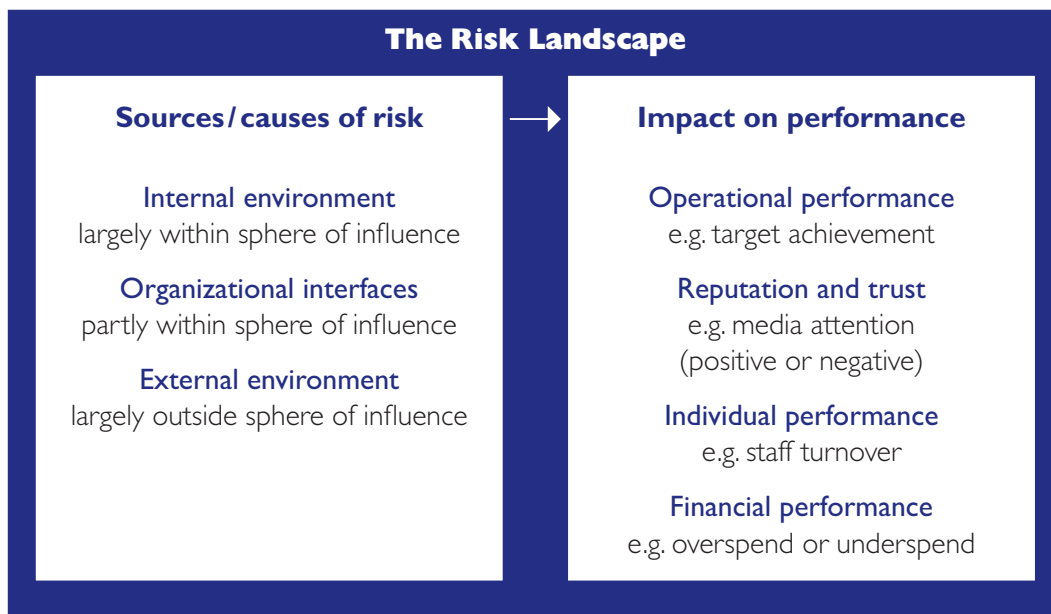 The Risk Landscape
Sources/causes of risk
Internal environment
largely within sphere of influence
Organizational interfaces
partly within sphere of influence
External environment
largely outside sphere of influence
Impact on performance
Operational performance
e.g. target achievement
Reputation and trust
e.g. media attention
(positive or negative)
Individual performance
e.g. staff turnover
Financial performance
e.g. overspend or underspend